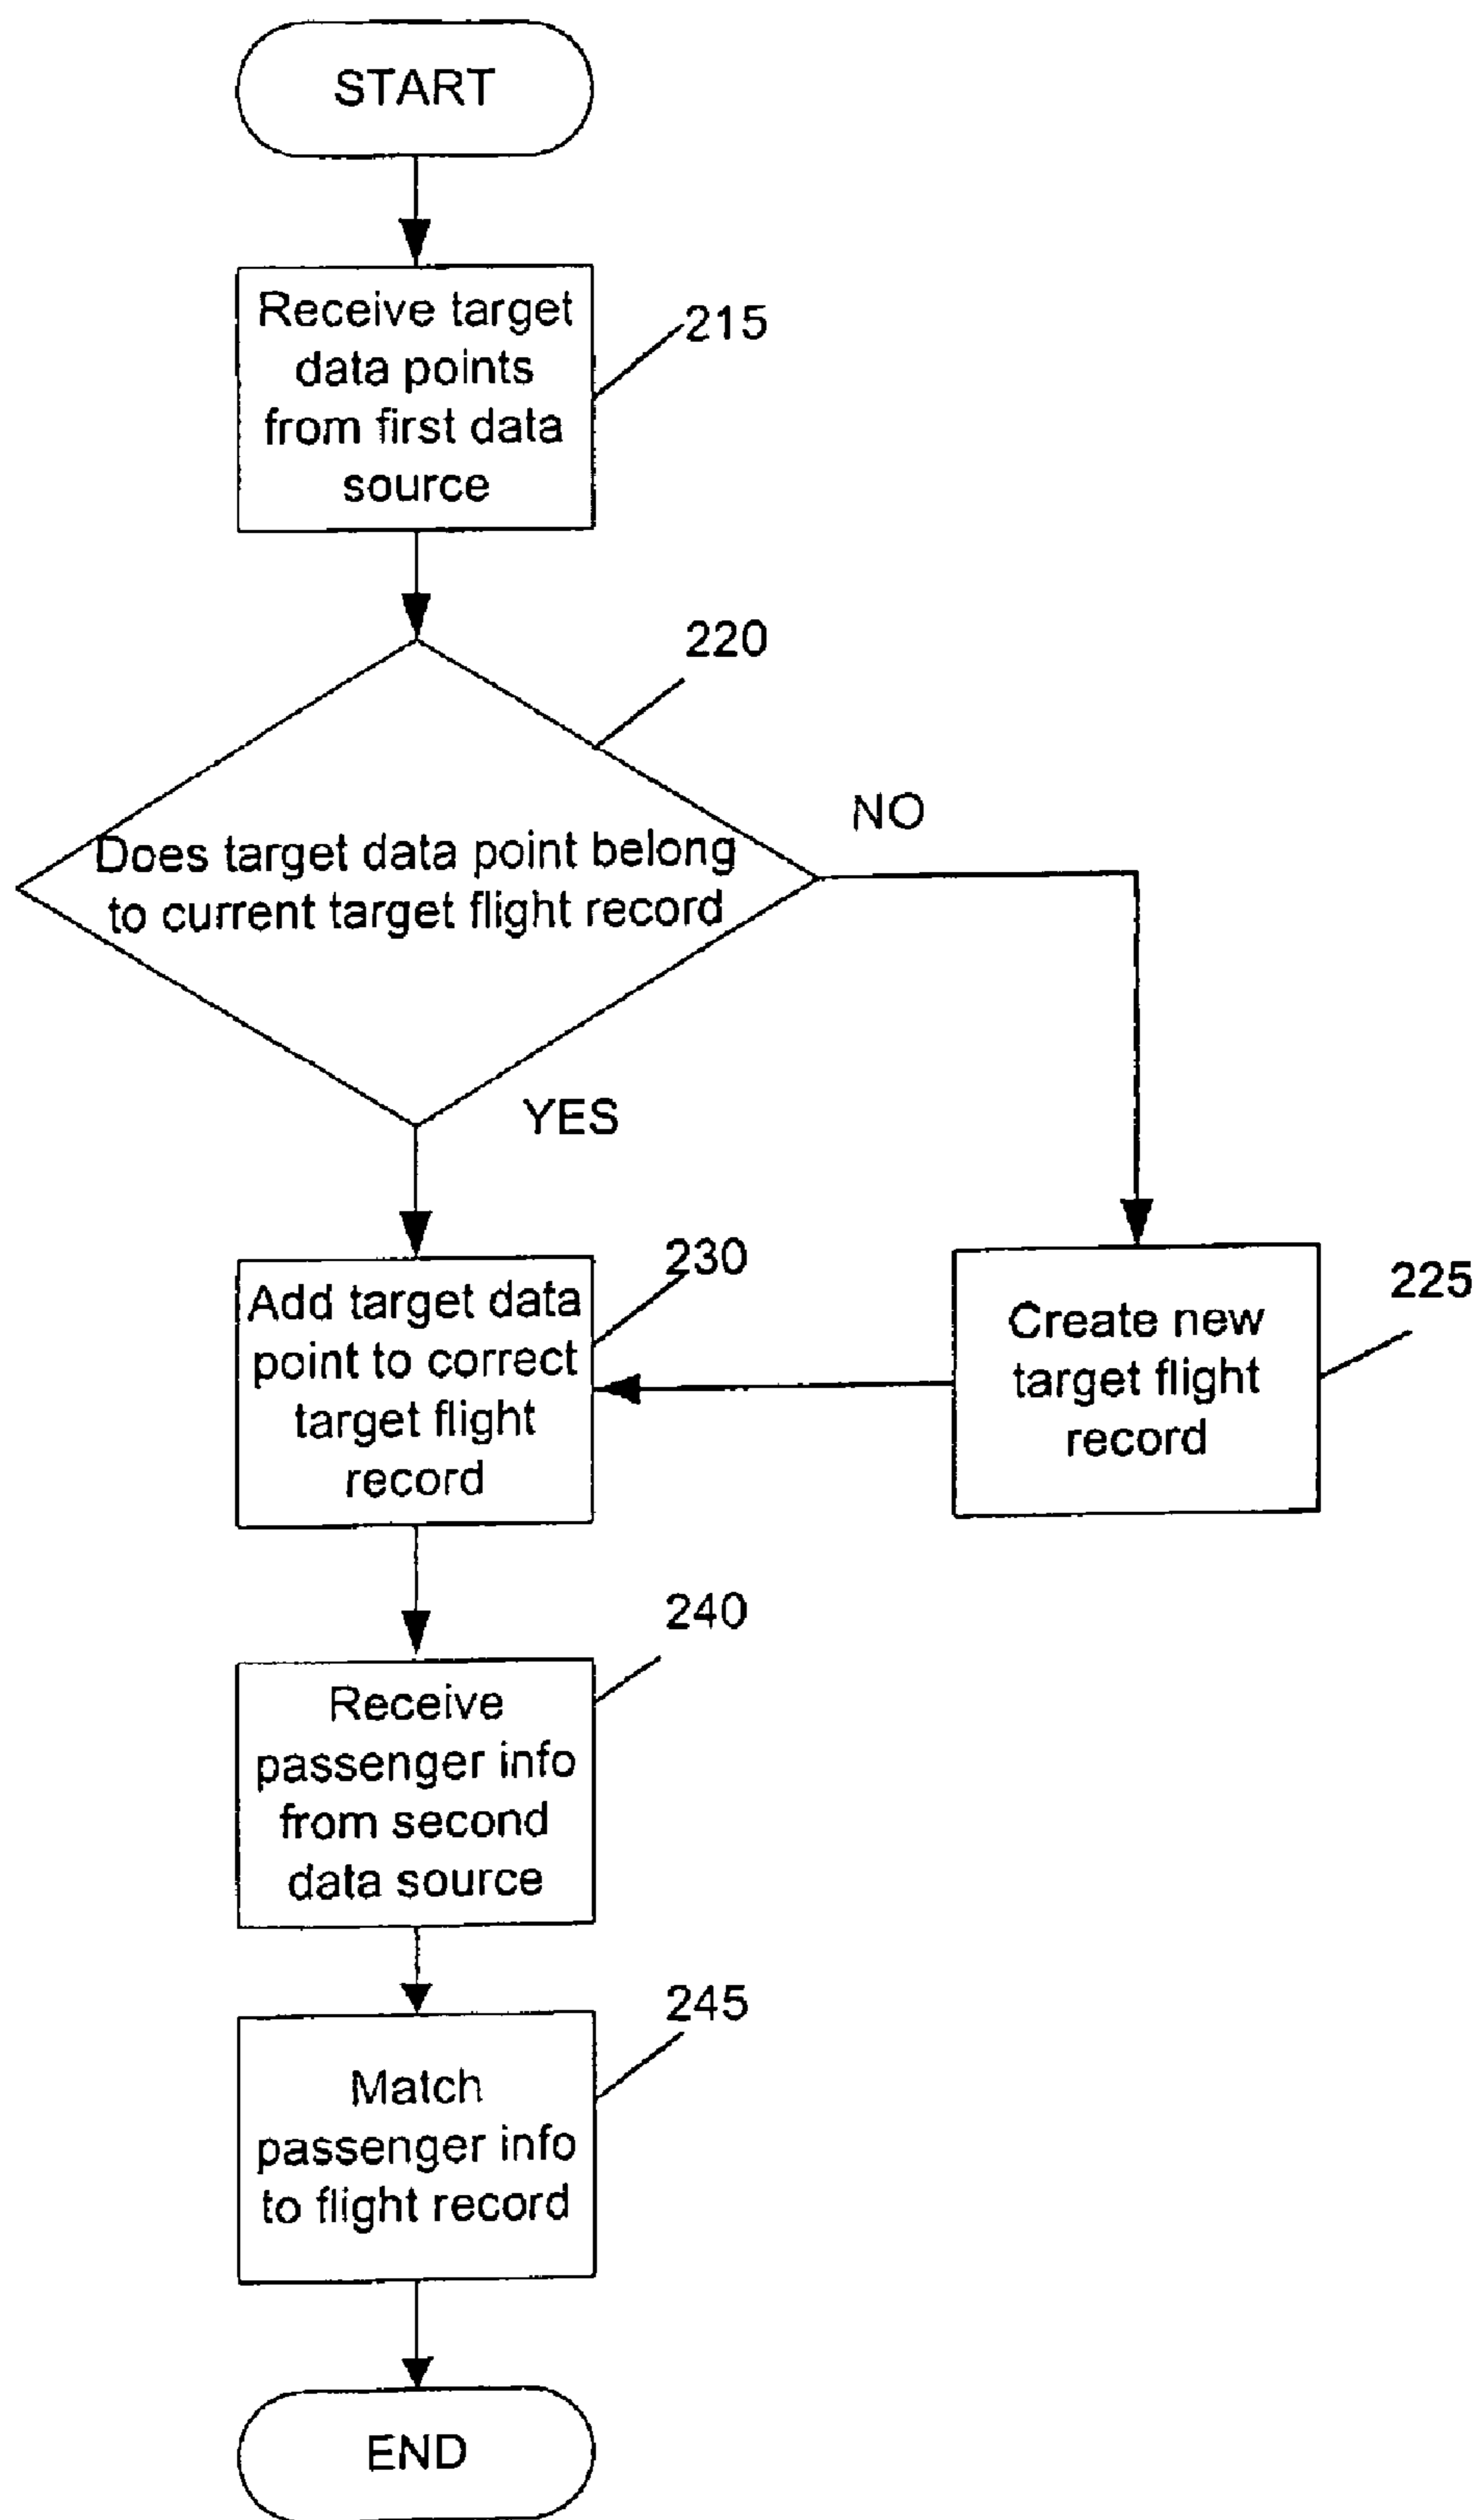 START
Receive target
data points
from first data
source
215
220
Does target data point belong
to current target flight record
NO
YES
230
Add target data
point to correct
target flight
record
225
Create new
target flight
record
240
Receive
passenger info
from second
data source
245
Match
passenger info
to flight record
END